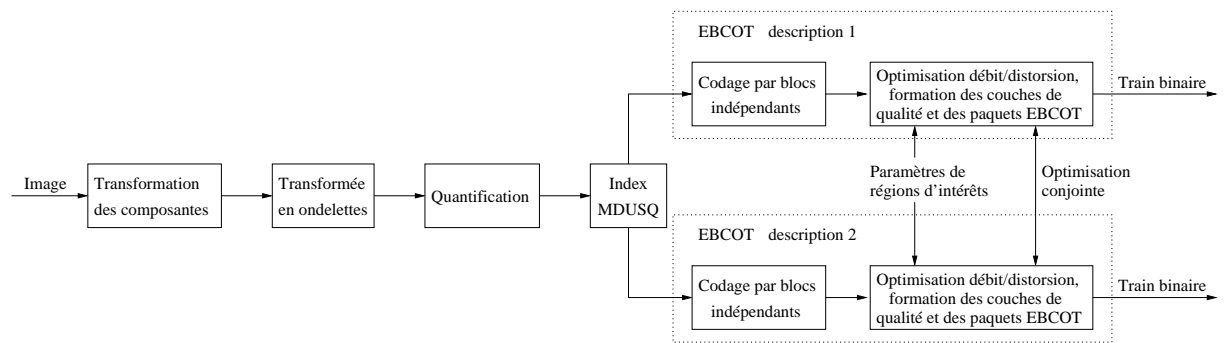 EBCOT description 1
Codage par blocs
indépendants
Optimisation débit/distorsion,
formation des couches de
qualité et des paquets EBCOT
Train binaire
Image
Transformation
des composantes
Transformée
en ondelettes
Quantification
Index
MDUSQ
Paramètres de
régions d'intérêts
Optimisation
conjointe
EBCOT description 2
Codage par blocs
indépendants
Optimisation débit/distorsion,
formation des couches de
qualité et des paquets EBCOT
Train binaire